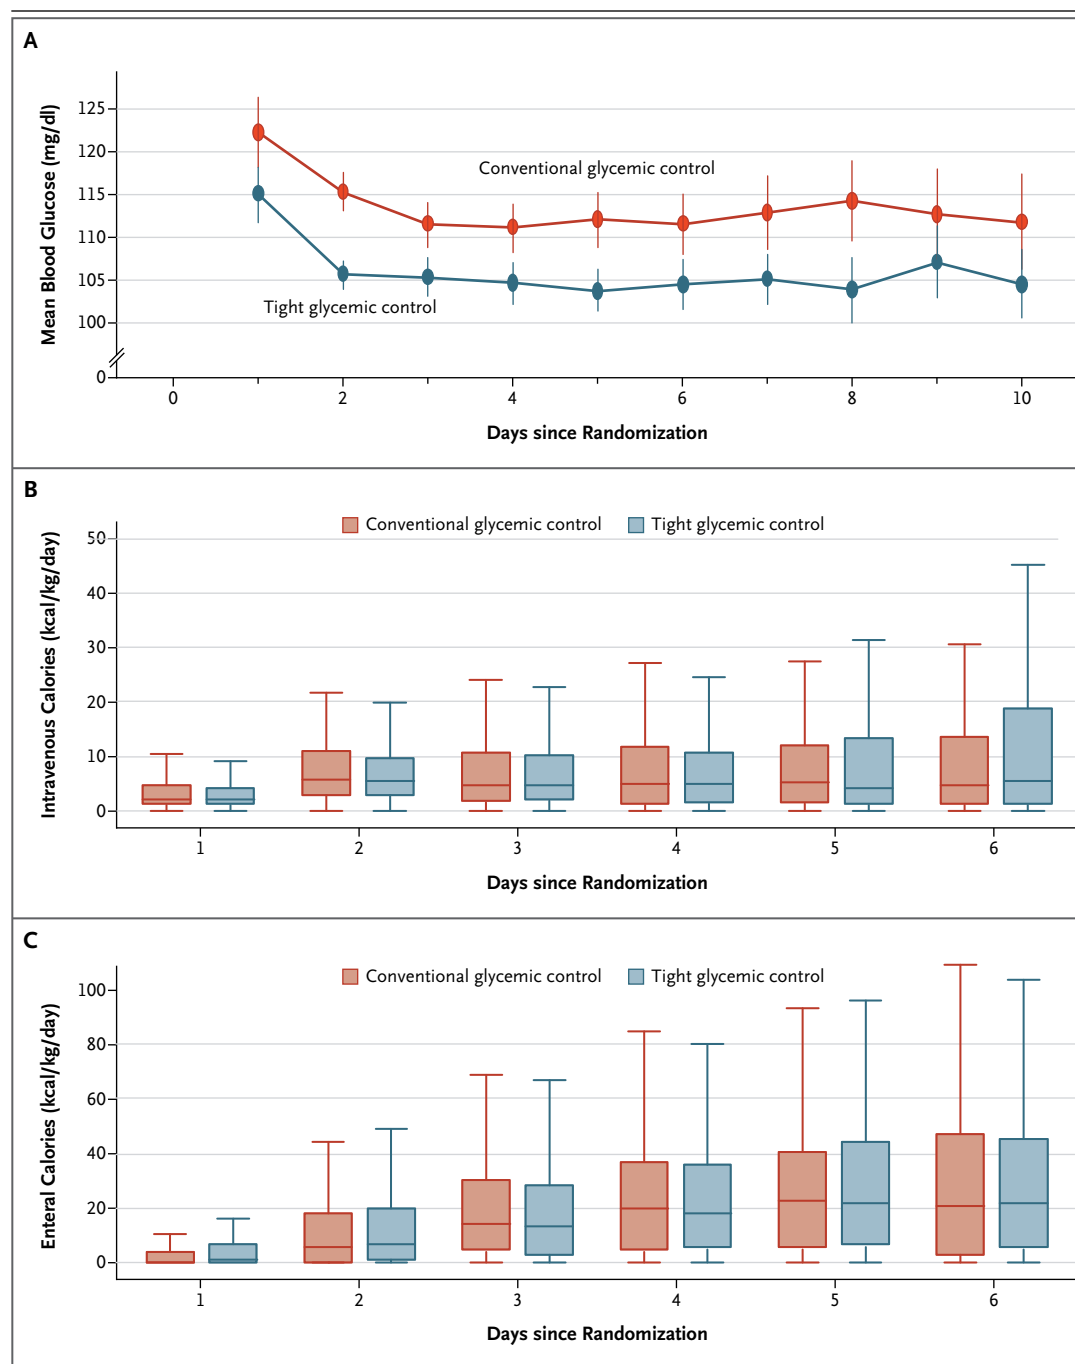 A
Mean Blood Glucose (mg/dl)
125
120
115
110
105
100
0
Conventional glycemic control
Tight glycemic control
0 2 4 6 8 10
Days since Randomization
B
Conventional glycemic control Tight glycemic control
Intravenous Calories (kcal/kg/day)
50
40
30
20
10
0
1 2 3 4 5 6
Days since Randomization
C
Conventional glycemic control Tight glycemic control
Enteral Calories (kcal/kg/day)
100
80
60
40
20
0
1 2 3 4 5 6
Days since Randomization